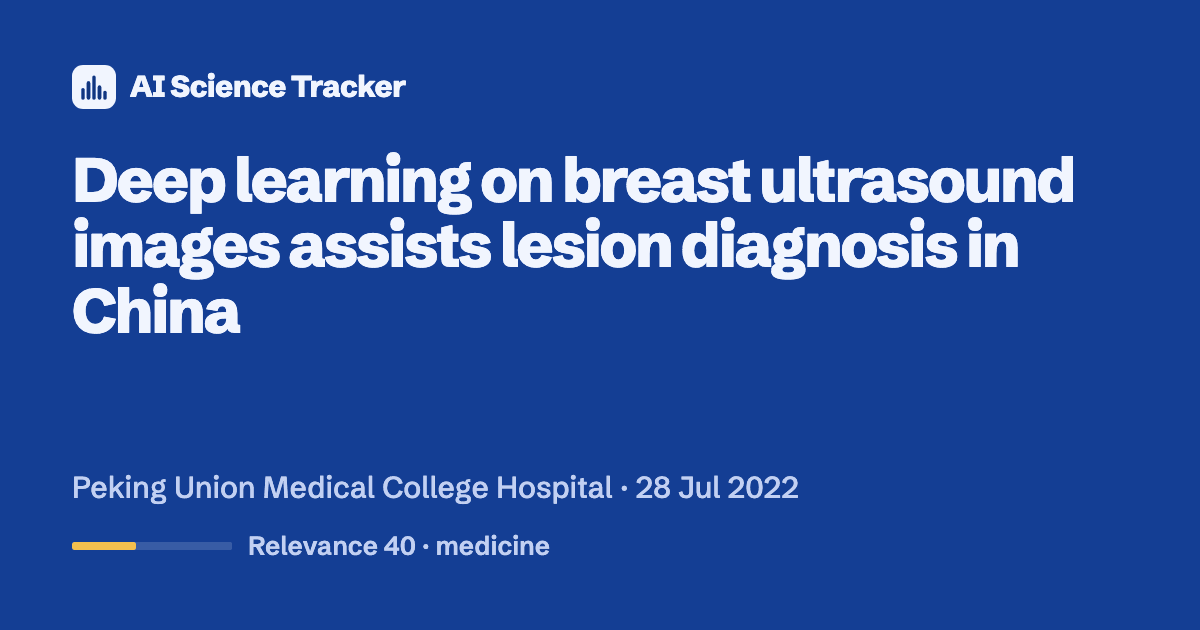 AI Science Tracker
Deep learning on breast ultrasound
images assists lesion diagnosis in
China
Peking Union Medical College Hospital · 28 Jul 2022
Relevance 40 · medicine